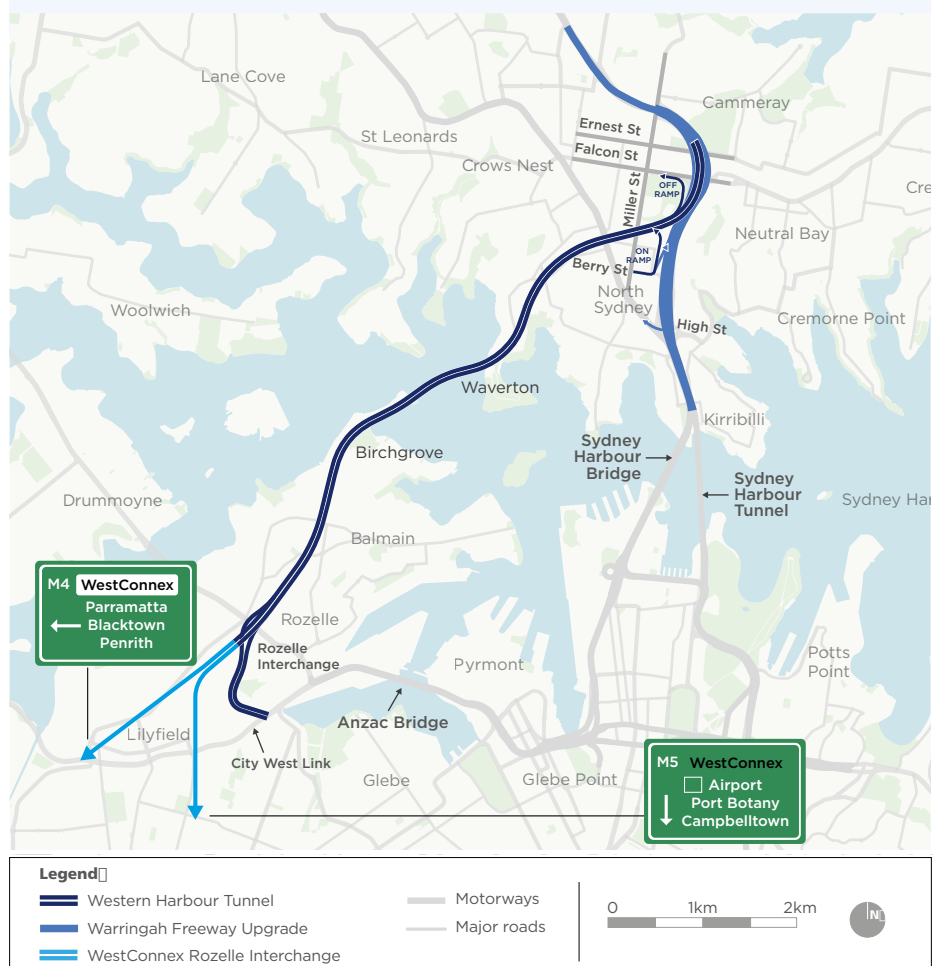 Lane Cove
Cammeray
St Leonards
Ernest St
Falcon St
Crows Nest
Miller St
OFF
RAMP
Cre
Neutral Bay
ON
RAMP
Berry St
North
Sydney
Woolwich
High St
Cremorne Point
Waverton
Kirribilli
Birchgrove
Sydney
Harbour
Bridge
Sydney
Harbour
Tunnel
Drummoyne
Sydney Har
Balmain
M4 WestConnex
Parramatta
Blacktown
Penrith
Rozelle
Rozelle
Interchange
Pyrmont
Potts
Point
Anzac Bridge
Lilyfield
City West Link
Glebe
Glebe Point
M5 WestConnex
Airport
Port Botany
Campbelltown
Legend
Western Harbour Tunnel
Warringah Freeway Upgrade
WestConnex Rozelle Interchange
Motorways
Major roads
0 1km 2km
N